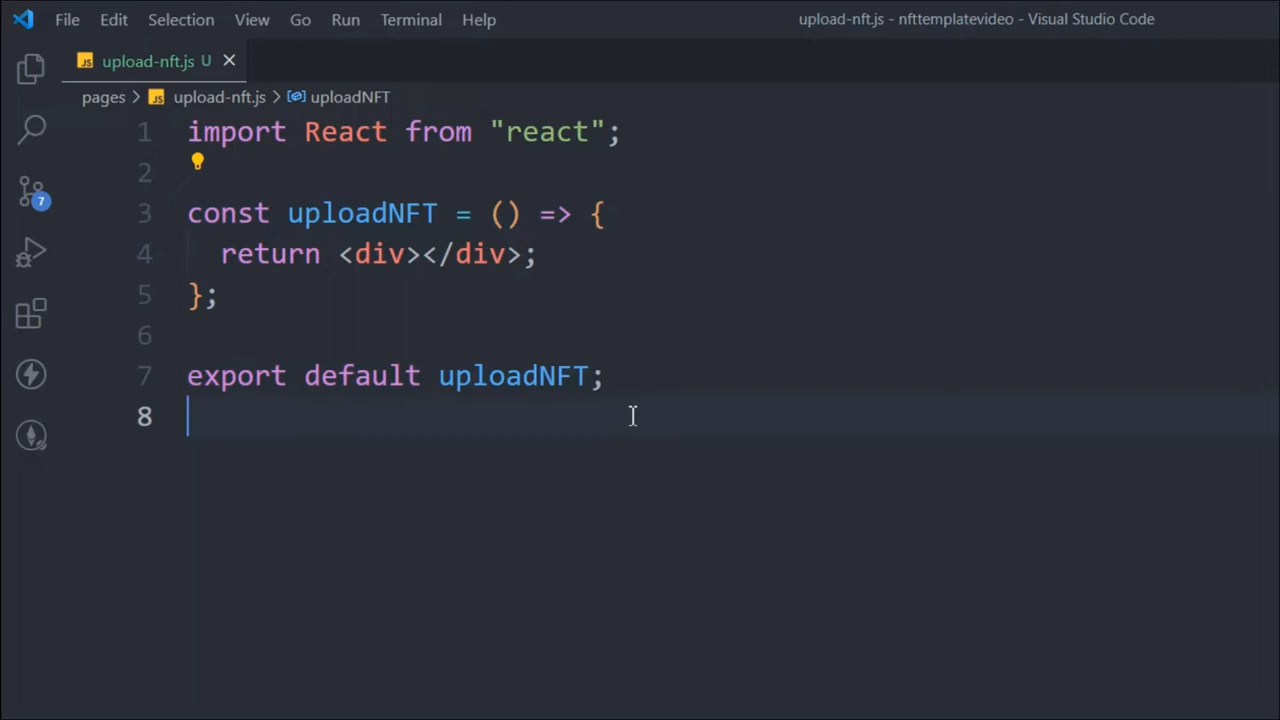 File Edit Selection View Go Run Terminal Help upload-nft.js - nfttemplatevideo - Visual Studio Code
JS upload-nft.js U ×
pages > JS upload-nft.js > uploadNFT
1 import React from "react";
2
3 const uploadNFT = () => {
4   return <div></div>;
5 };
6
7 export default uploadNFT;
8
7